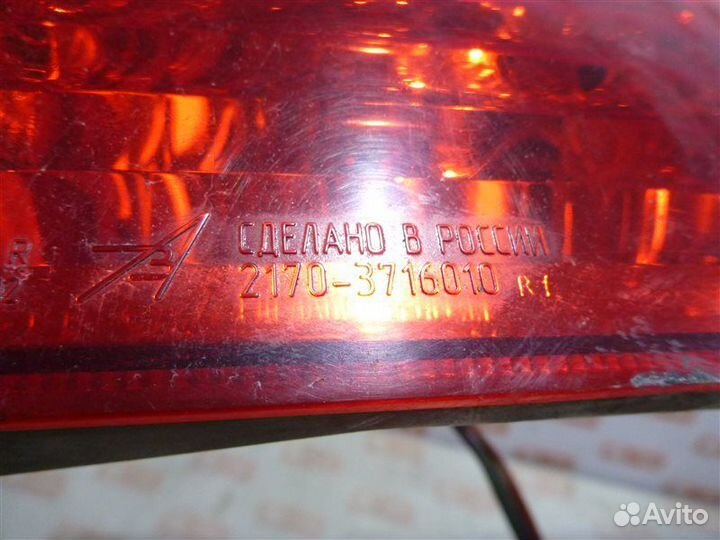 СДЕЛАНО В РОССИИ
R
2170-3716010 R1
Avito